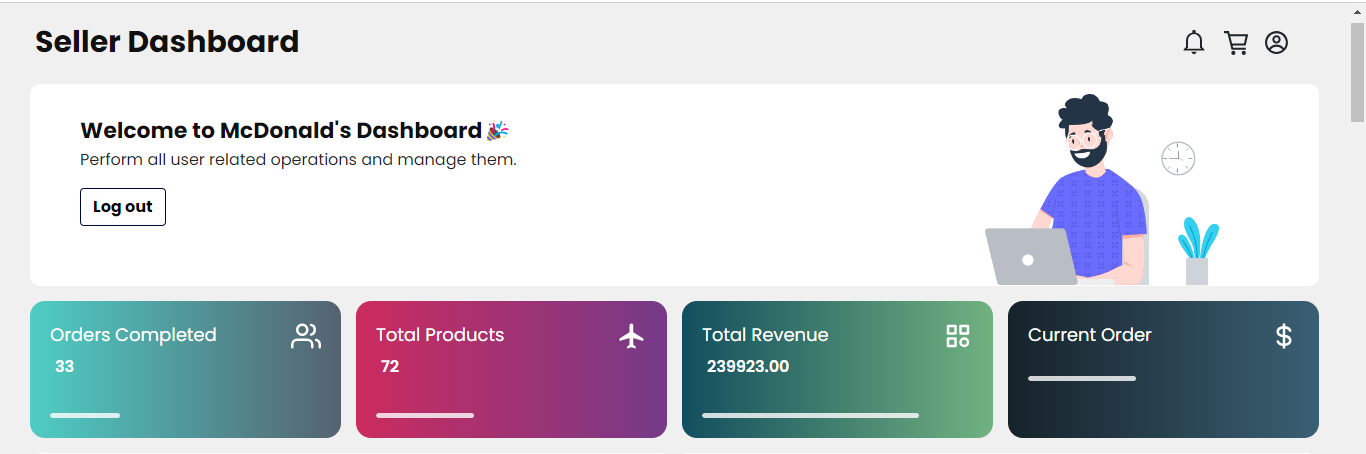 Seller Dashboard
Welcome to McDonald's Dashboard 🎉
Perform all user related operations and manage them.
Log out
Orders Completed
33
Total Products
72
Total Revenue
239923.00
Current Order